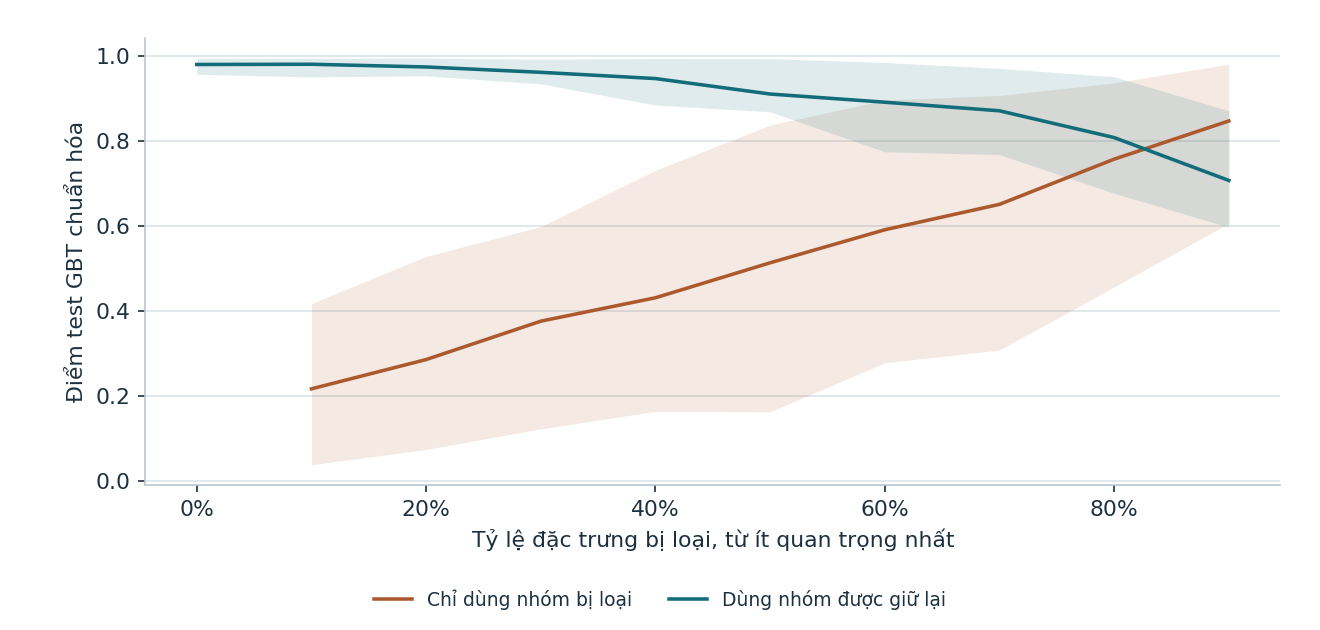 Điểm test GBT chuẩn hóa
1.0
0.8
0.6
0.4
0.2
0.0
0% 20% 40% 60% 80%
Tỷ lệ đặc trưng bị loại, từ ít quan trọng nhất
Chỉ dùng nhóm bị loại Dùng nhóm được giữ lại